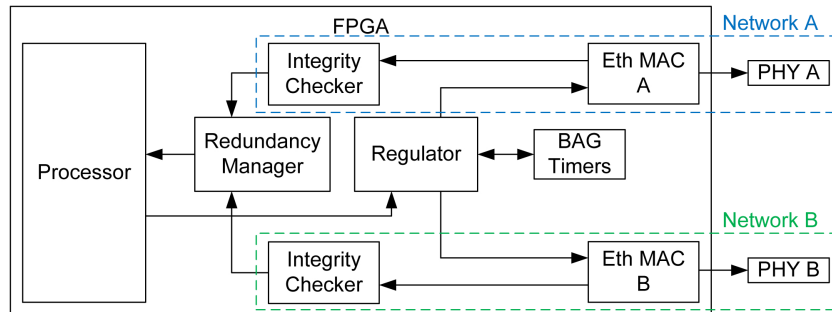 FPGA
Network A
Integrity
Checker
Eth MAC
A
PHY A
Processor
Redundancy
Manager
Regulator
BAG
Timers
Network B
Integrity
Checker
Eth MAC
B
PHY B